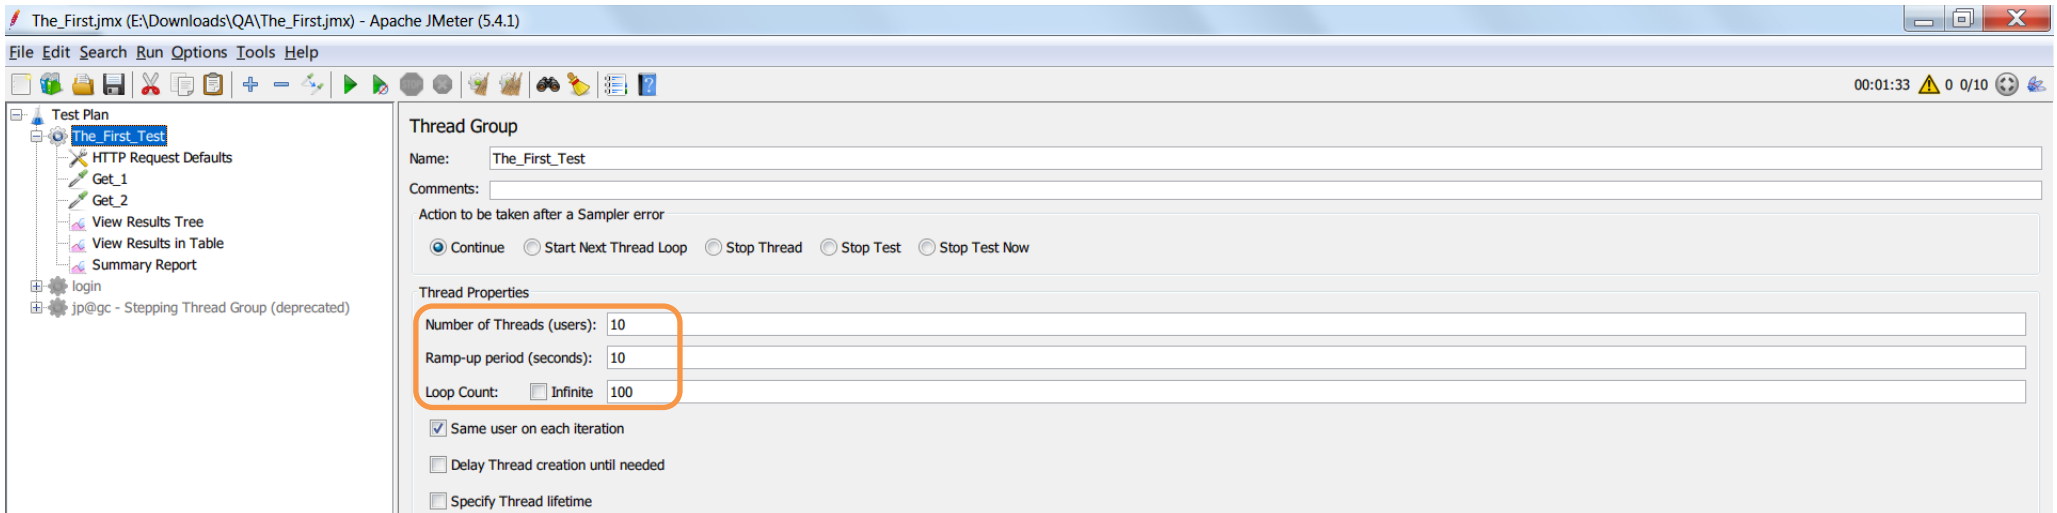 The_First.jmx (E:\Downloads\QA\The_First.jmx) - Apache JMeter (5.4.1)
File Edit Search Run Options Tools Help
00:01:33 0 0/10
Test Plan
The_First_Test
HTTP Request Defaults
Get_1
Get_2
View Results Tree
View Results in Table
Summary Report
login
jp@gc - Stepping Thread Group (deprecated)
Thread Group
Name: The_First_Test
Comments:
Action to be taken after a Sampler error
Continue Start Next Thread Loop Stop Thread Stop Test Stop Test Now
Thread Properties
Number of Threads (users): 10
Ramp-up period (seconds): 10
Loop Count: Infinite 100
Same user on each iteration
Delay Thread creation until needed
Specify Thread lifetime